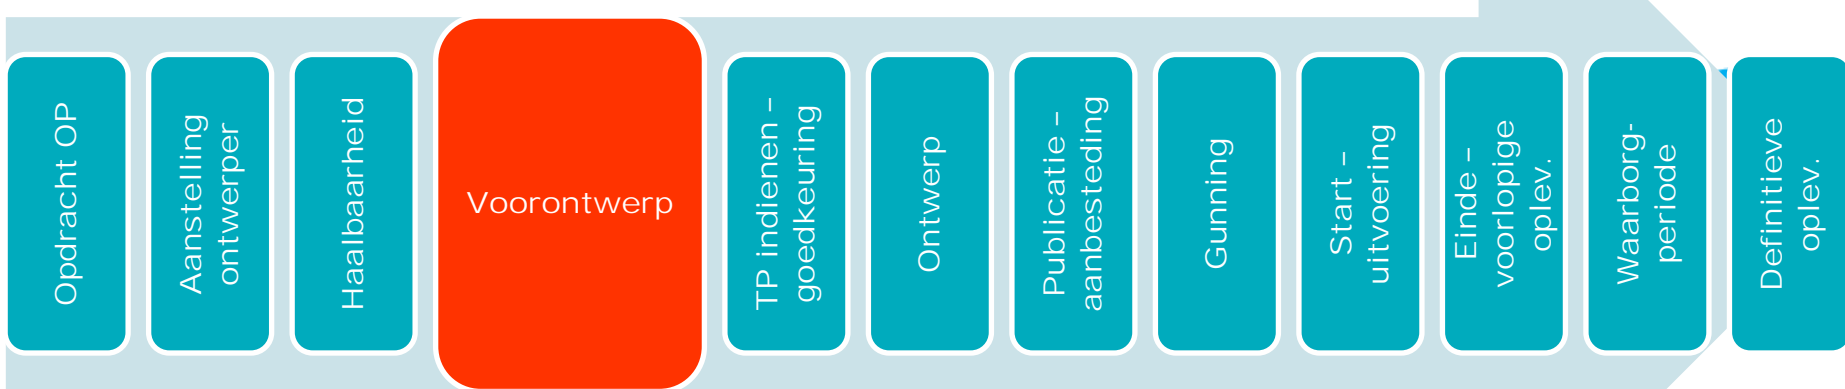 Opdracht OP
Aanstelling
ontwerper
Haalbaarheid
Voorontwerp
TP indienen –
goedkeuring
Ontwerp
Publicatie –
aanbesteding
Gunning
Start –
uitvoering
Einde –
voorlopige
oplev.
Waarborg-
periode
Definitieve
oplev.